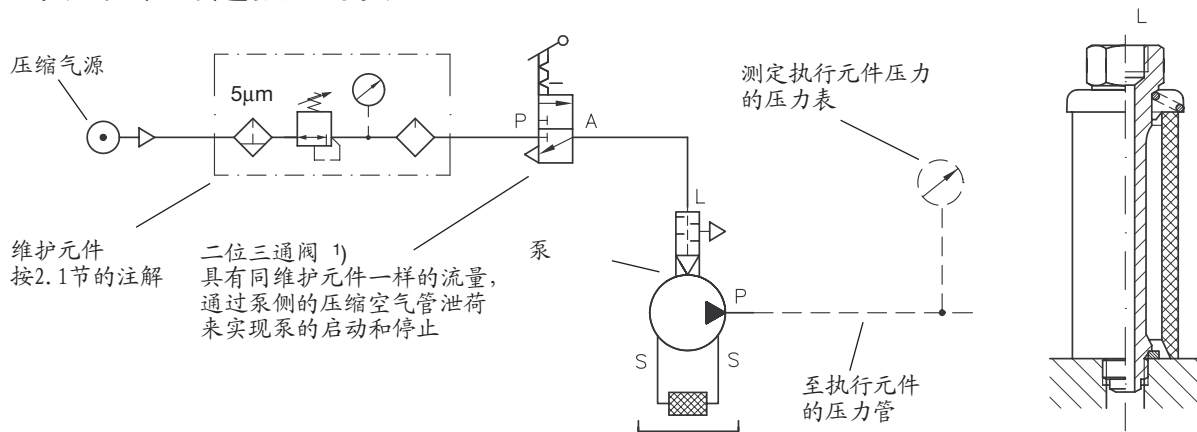 压缩气源
5μm
P
A
L
测定执行元件压力
的压力表
L
维护元件
按2.1节的注解
二位三通阀 1)
具有同维护元件一样的流量,
通过泵侧的压缩空气管泄荷
来实现泵的启动和停止
泵
P
S
S
至执行元件
的压力管